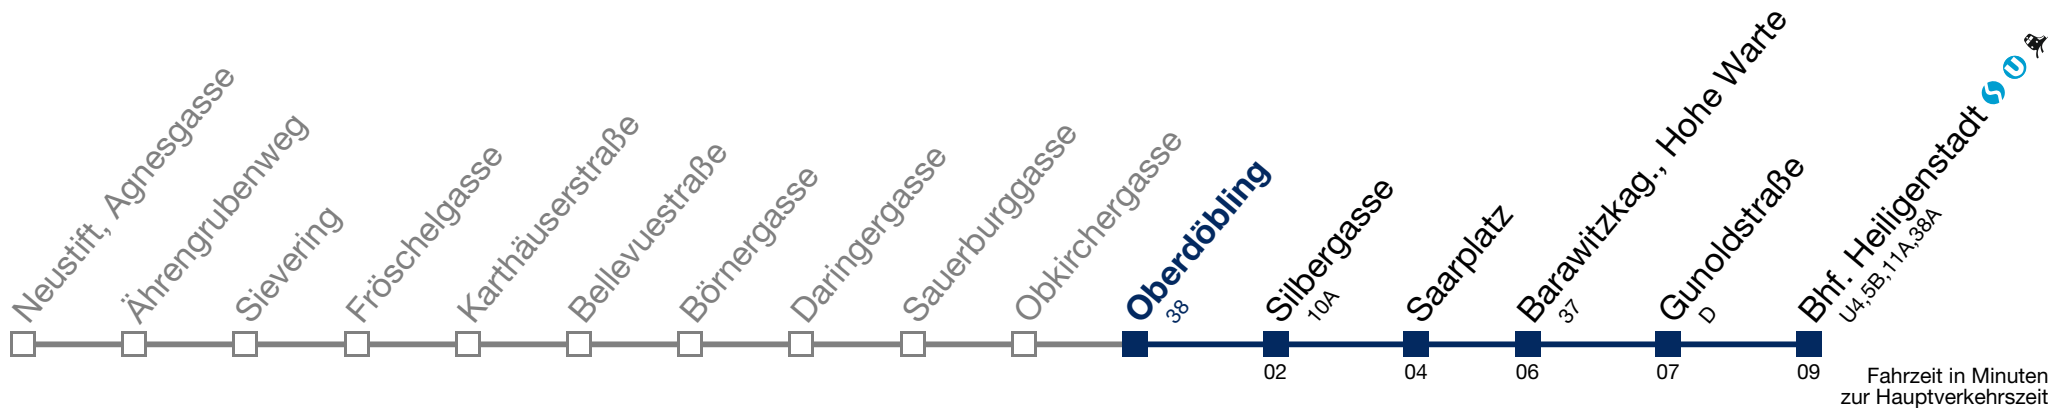 Neustift, Agnesgasse
Ährengrubenweg
Sievering
Fröschelgasse
Karthäuserstraße
Bellevuestraße
Börnergasse
Daringergasse
Sauerburggasse
Obkirchergasse
Oberdöbling
38
Silbergasse
10A
Saarplatz
Barawitzkag., Hohe Warte
37
Gunoldstraße
D
Bhf. Heiligenstadt S U
U4,5B,11A,38A
02
04
06
07
09
Fahrzeit in Minuten
zur Hauptverkehrszeit